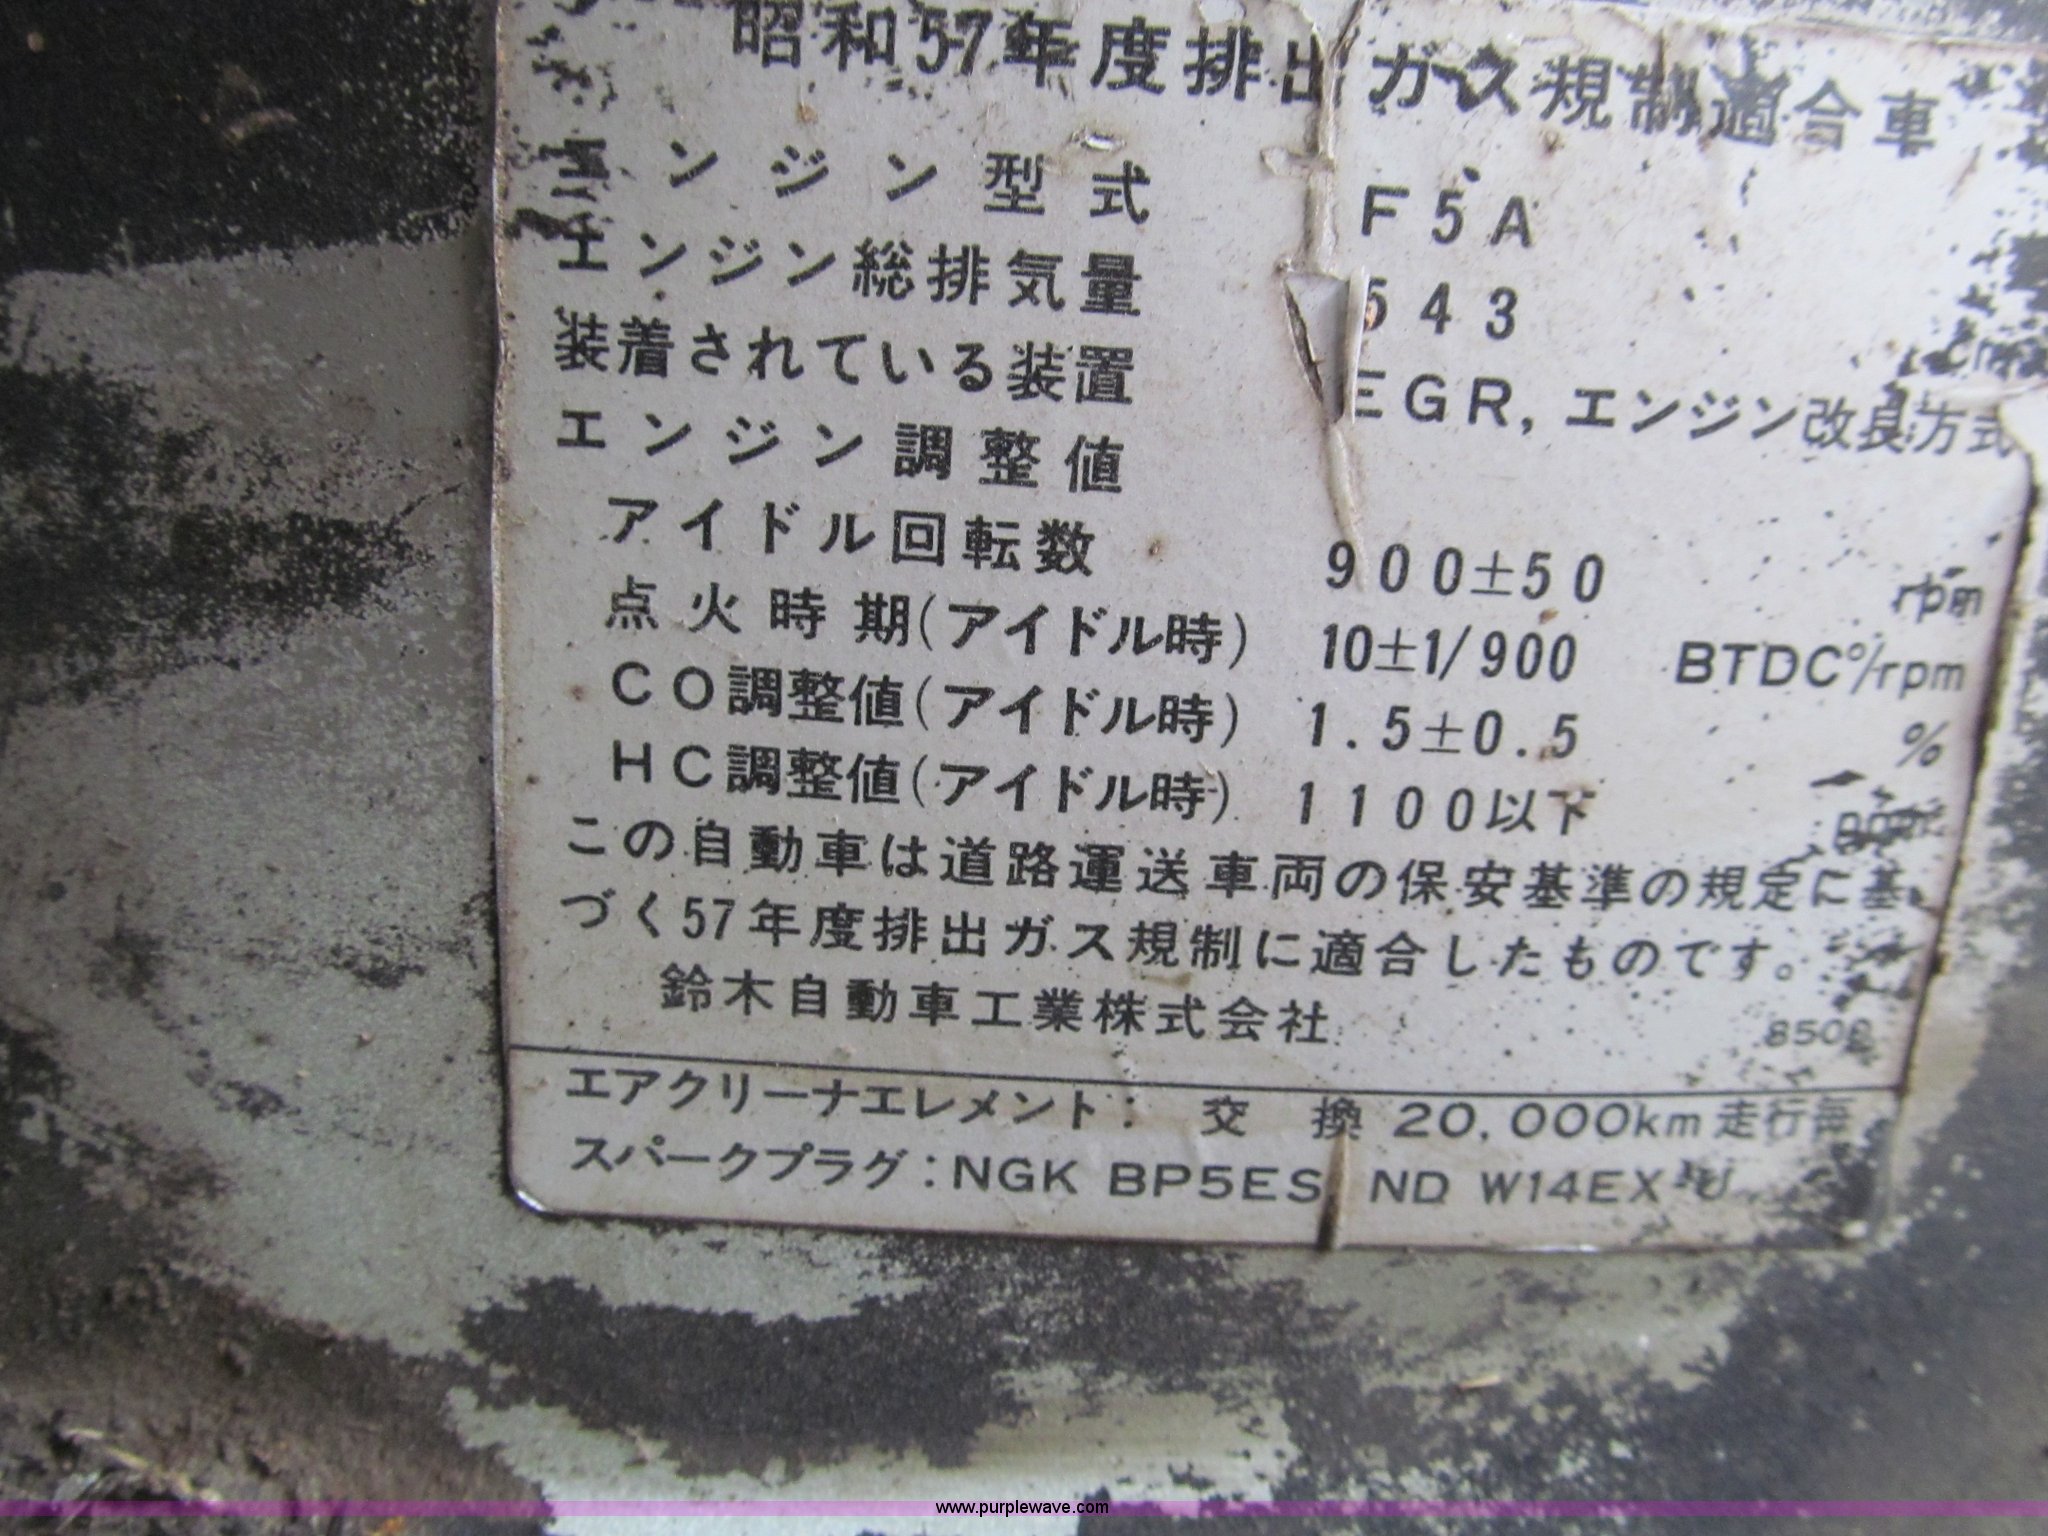 昭和57年度排出ガス規制適合車
エンジン型式 F5A
エンジン総排気量 543
装着されている装置 EGR, エンジン改良方式
エンジン調整値
アイドル回転数 900±50 rpm
点火時期(アイドル時) 10±1/900 BTDC°/rpm
CO調整値(アイドル時) 1.5±0.5 %
HC調整値(アイドル時) 1100以下
この自動車は道路運送車両の保安基準の規定に基
づく57年度排出ガス規制に適合したものです。
鈴木自動車工業株式会社
エアクリーナエレメント: 交換 20,000km走行毎
スパークプラグ:NGK BP5ES, ND W14EX-U
www.purplewave.com